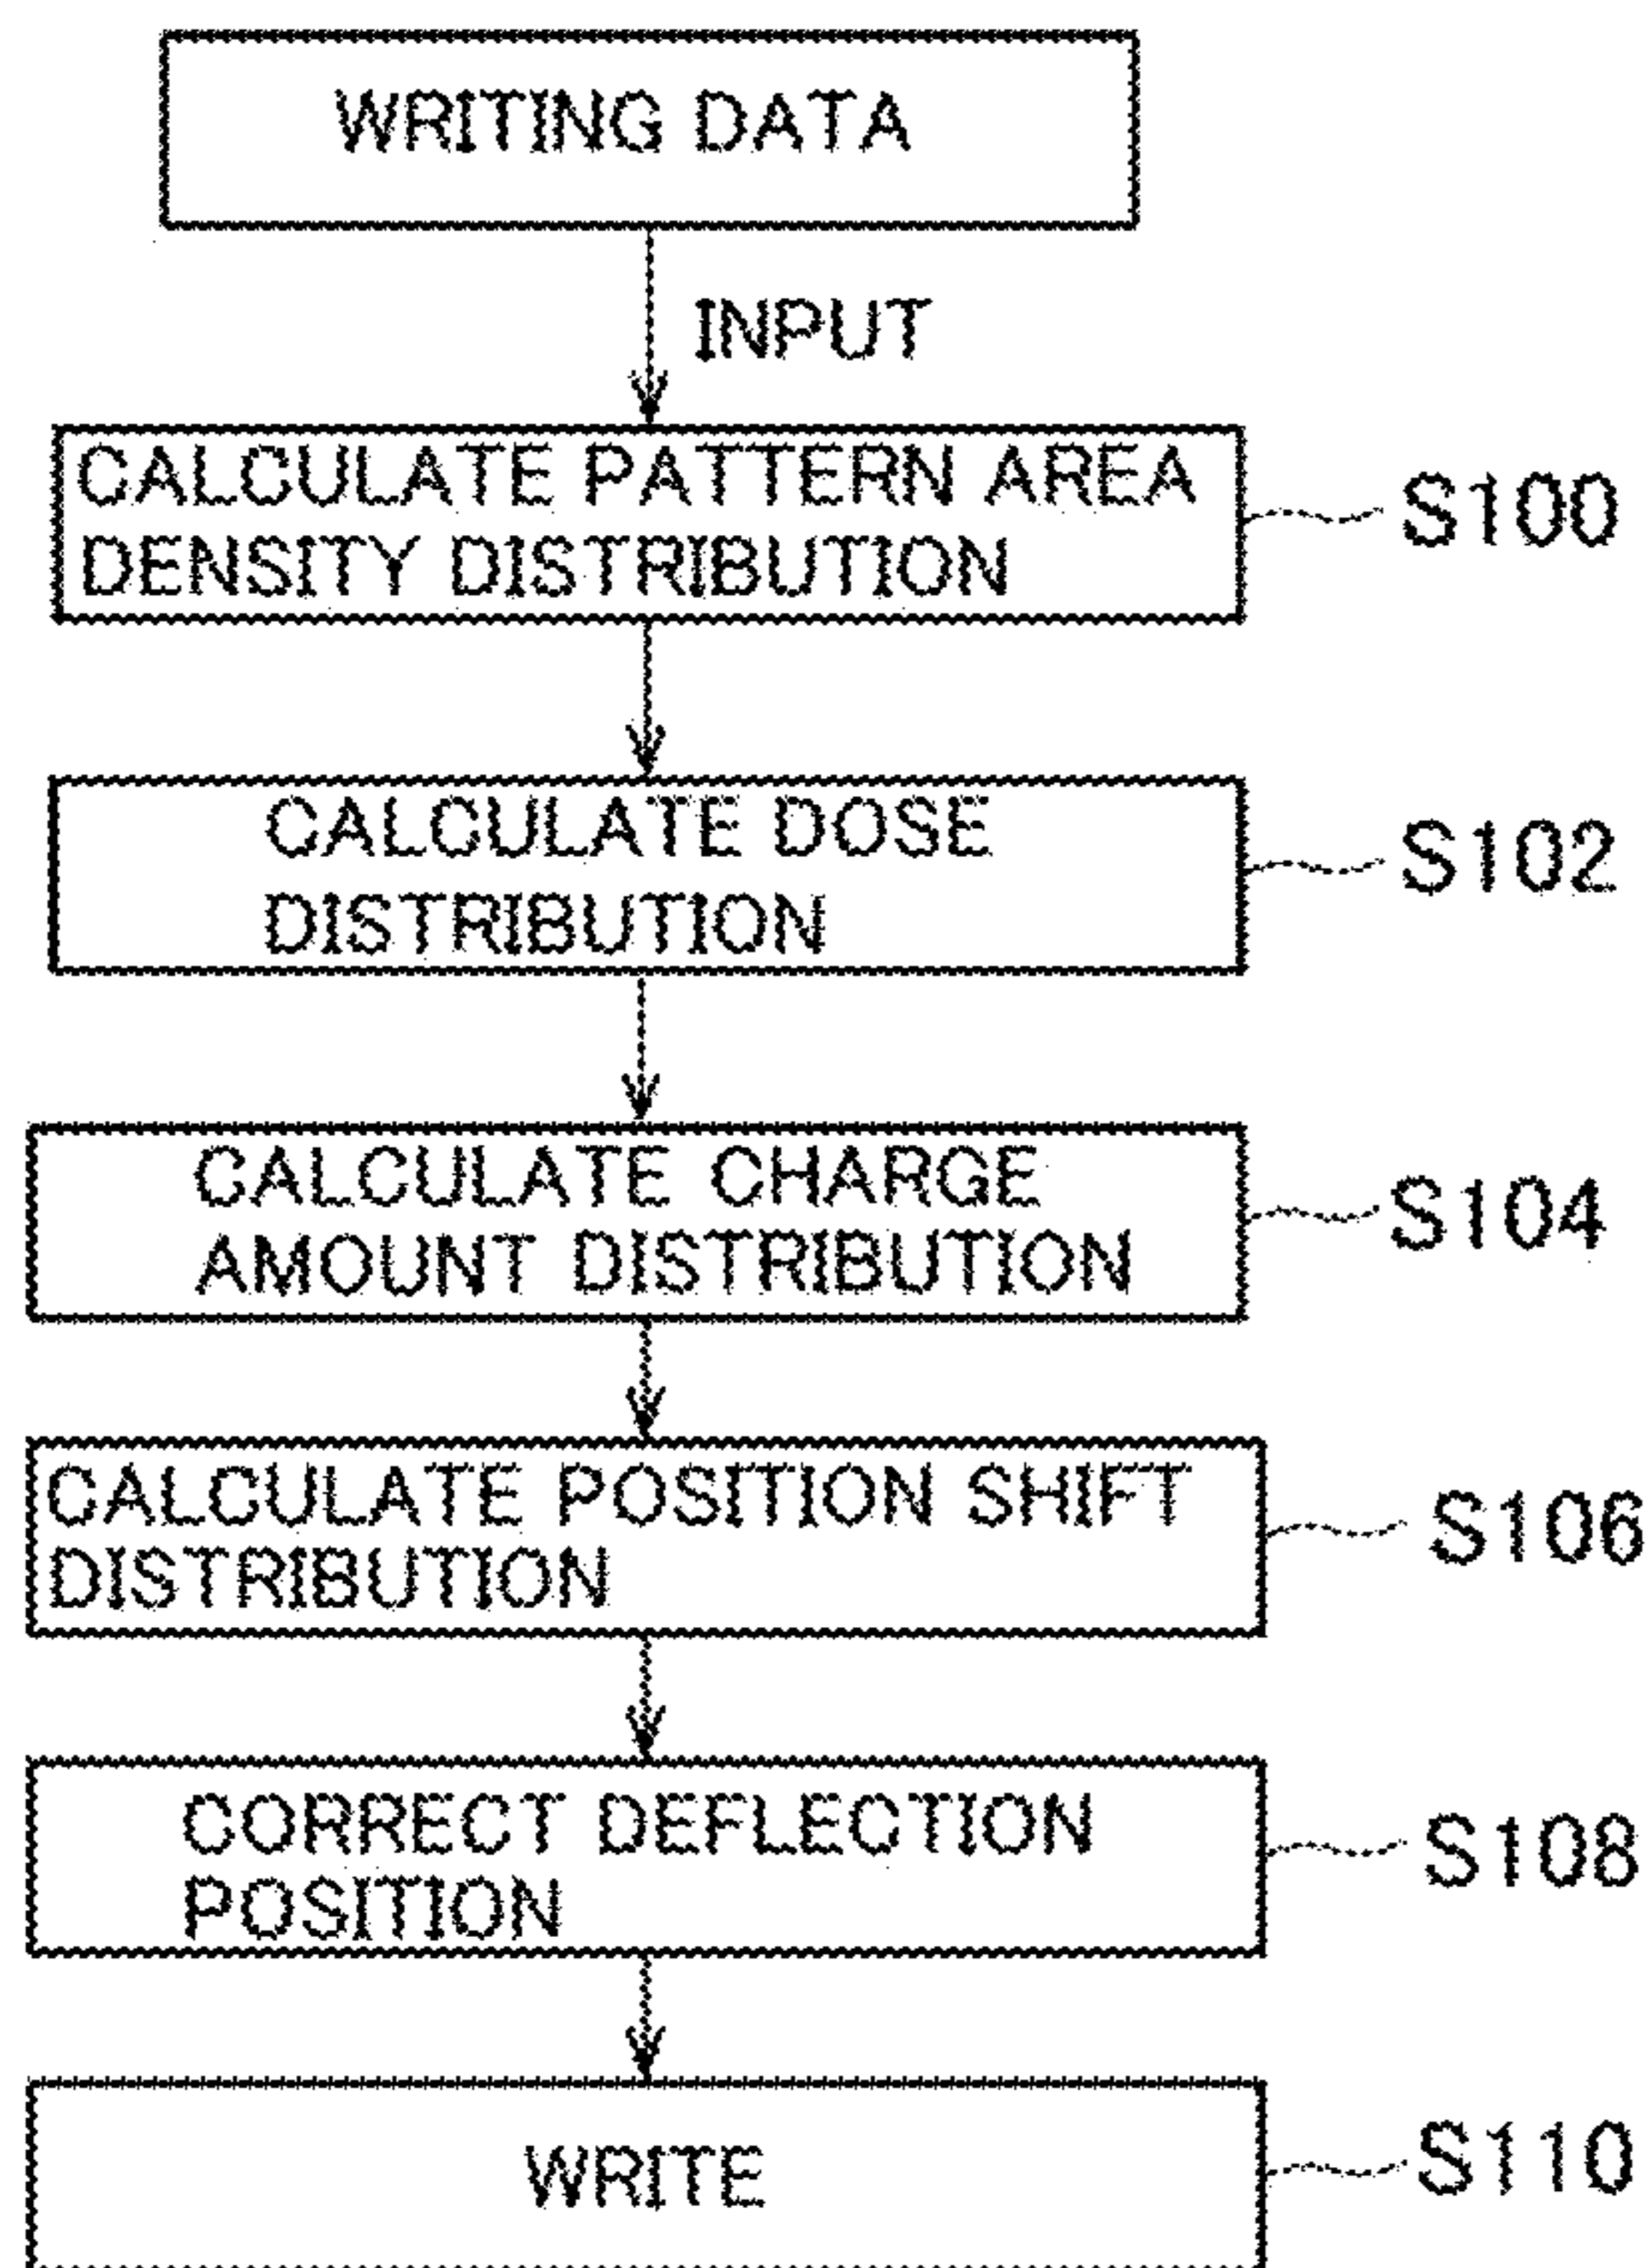 WRITING DATA
INPUT
CALCULATE PATTERN AREA
DENSITY DISTRIBUTION
S100
CALCULATE DOSE
DISTRIBUTION
S102
CALCULATE CHARGE
AMOUNT DISTRIBUTION
S104
CALCULATE POSITION SHIFT
DISTRIBUTION
S106
CORRECT DEFLECTION
POSITION
S108
WRITE
S110